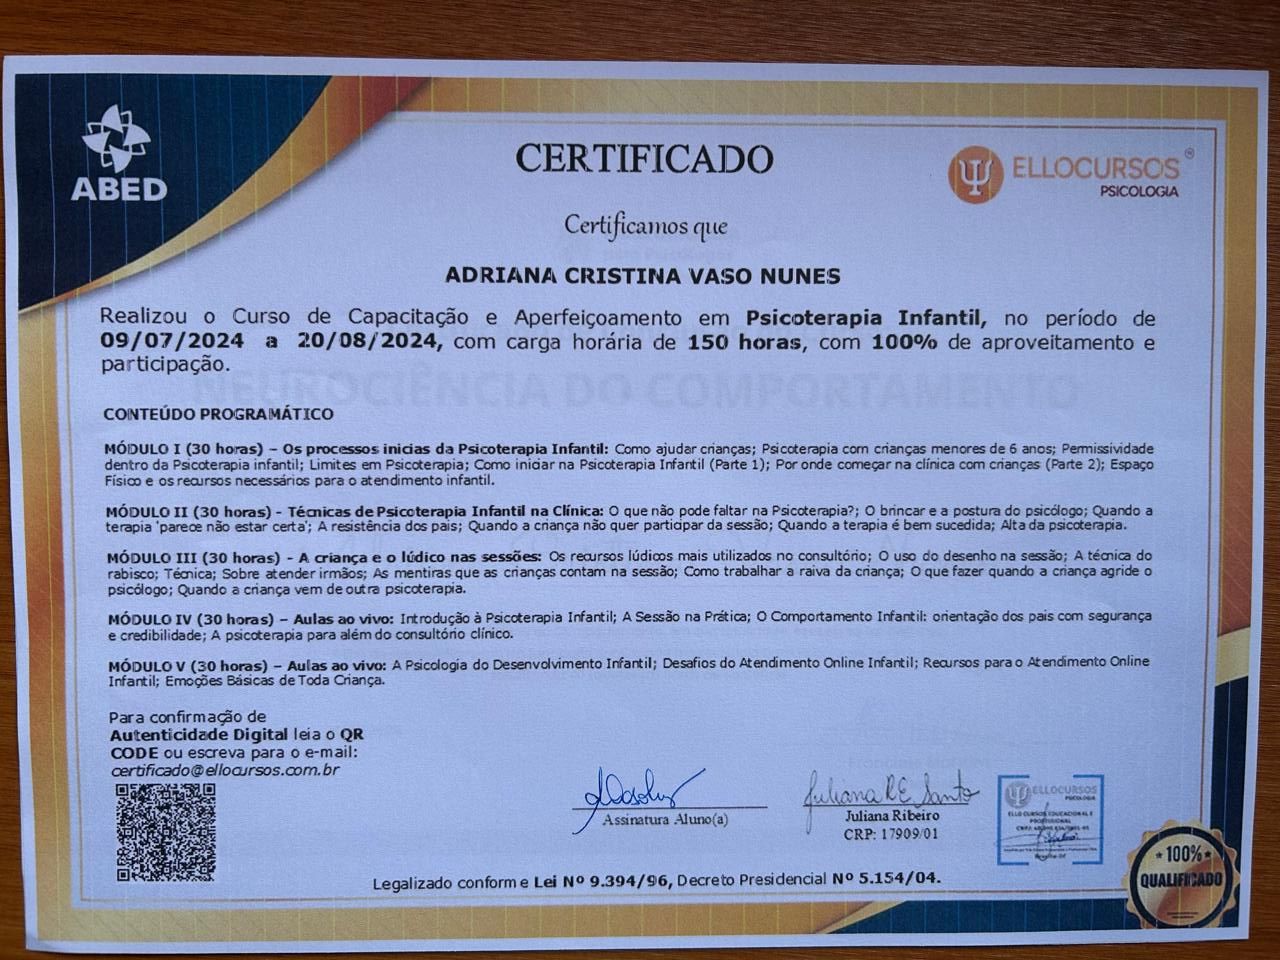 ABED
CERTIFICADO
ELLOCURSOS®
PSICOLOGIA
Certificamos que
ADRIANA CRISTINA VASO NUNES
Realizou o Curso de Capacitação e Aperfeiçoamento em Psicoterapia Infantil, no período de
09/07/2024 a 20/08/2024, com carga horária de 150 horas, com 100% de aproveitamento e
participação.
NEUROCIÊNCIA DO COMPORTAMENTO
CONTEÚDO PROGRAMÁTICO
MÓDULO I (30 horas) – Os processos inicias da Psicoterapia Infantil: Como ajudar crianças; Psicoterapia com crianças menores de 6 anos; Permissividade
dentro da Psicoterapia infantil; Limites em Psicoterapia; Como iniciar na Psicoterapia Infantil (Parte 1); Por onde começar na clínica com crianças (Parte 2); Espaço
Físico e os recursos necessários para o atendimento infantil.
MÓDULO II (30 horas) - Técnicas de Psicoterapia Infantil na Clínica: O que não pode faltar na Psicoterapia?; O brincar e a postura do psicólogo; Quando a
terapia 'parece não estar certa'; A resistência dos pais; Quando a criança não quer participar da sessão; Quando a terapia é bem sucedida; Alta da psicoterapia.
MÓDULO III (30 horas) - A criança e o lúdico nas sessões: Os recursos lúdicos mais utilizados no consultório; O uso do desenho na sessão; A técnica do
rabisco; Técnica; Sobre atender irmãos; As mentiras que as crianças contam na sessão; Como trabalhar a raiva da criança; O que fazer quando a criança agride o
psicólogo; Quando a criança vem de outra psicoterapia.
MÓDULO IV (30 horas) – Aulas ao vivo: Introdução à Psicoterapia Infantil; A Sessão na Prática; O Comportamento Infantil: orientação dos pais com segurança
e credibilidade; A psicoterapia para além do consultório clínico.
MÓDULO V (30 horas) – Aulas ao vivo: A Psicologia do Desenvolvimento Infantil; Desafios do Atendimento Online Infantil; Recursos para o Atendimento Online
Infantil; Emoções Básicas de Toda Criança.
Para confirmação de
Autenticidade Digital leia o QR
CODE ou escreva para o e-mail:
certificado@ellocursos.com.br
Assinatura Aluno(a)
Juliana R E Santo
Juliana Ribeiro
CRP: 17909/01
ELLOCURSOS
PSICOLOGIA
ELLO CURSOS EDUCACIONAL E
PROFISSIONAL
Brasília-DF
100%
QUALIFICADO
Legalizado conforme Lei Nº 9.394/96, Decreto Presidencial Nº 5.154/04.